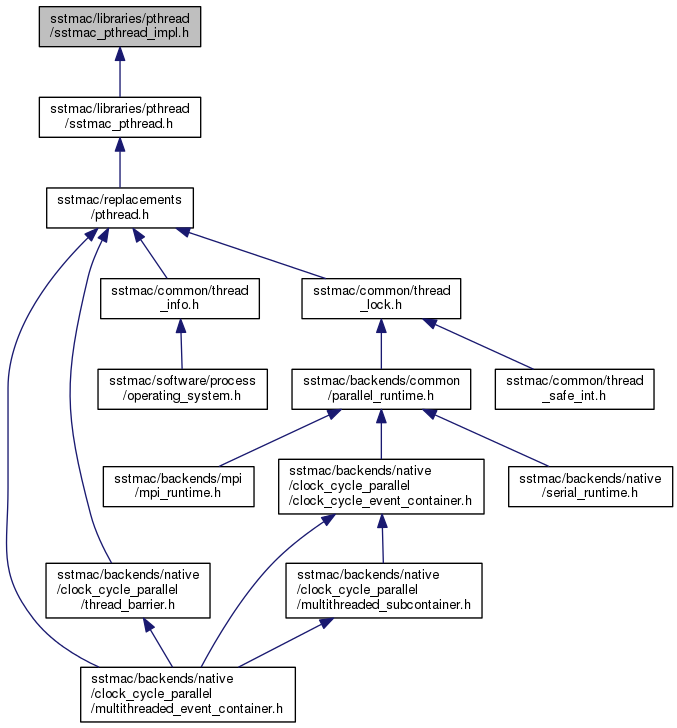 sstmac/libraries/pthread
/sstmac_pthread_impl.h
sstmac/libraries/pthread
/sstmac_pthread.h
sstmac/replacements
/pthread.h
sstmac/common/thread
_info.h
sstmac/common/thread
_lock.h
sstmac/software/process
/operating_system.h
sstmac/backends/common
/parallel_runtime.h
sstmac/common/thread
_safe_int.h
sstmac/backends/mpi
/mpi_runtime.h
sstmac/backends/native
/clock_cycle_parallel
/clock_cycle_event_container.h
sstmac/backends/native
/serial_runtime.h
sstmac/backends/native
/clock_cycle_parallel
/thread_barrier.h
sstmac/backends/native
/clock_cycle_parallel
/multithreaded_subcontainer.h
sstmac/backends/native
/clock_cycle_parallel
/multithreaded_event_container.h